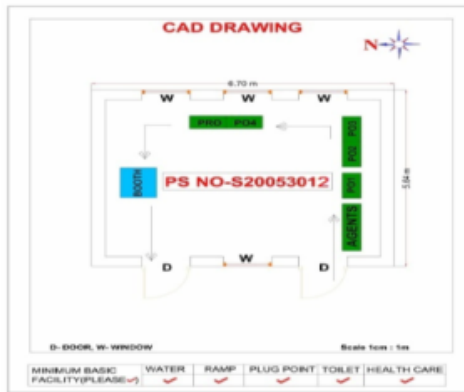 CAD DRAWING
N
6.70 m
W W W
PRO PO4
PO3
PO2
PO1
AGENTS
BOOTH
PS NO-S20053012
5.64 m
D W D
D- DOOR, W- WINDOW
Scale 1cm : 1m
MINIMUM BASIC FACILITY(PLEASE✓) WATER RAMP PLUG POINT TOILET HEALTH CARE